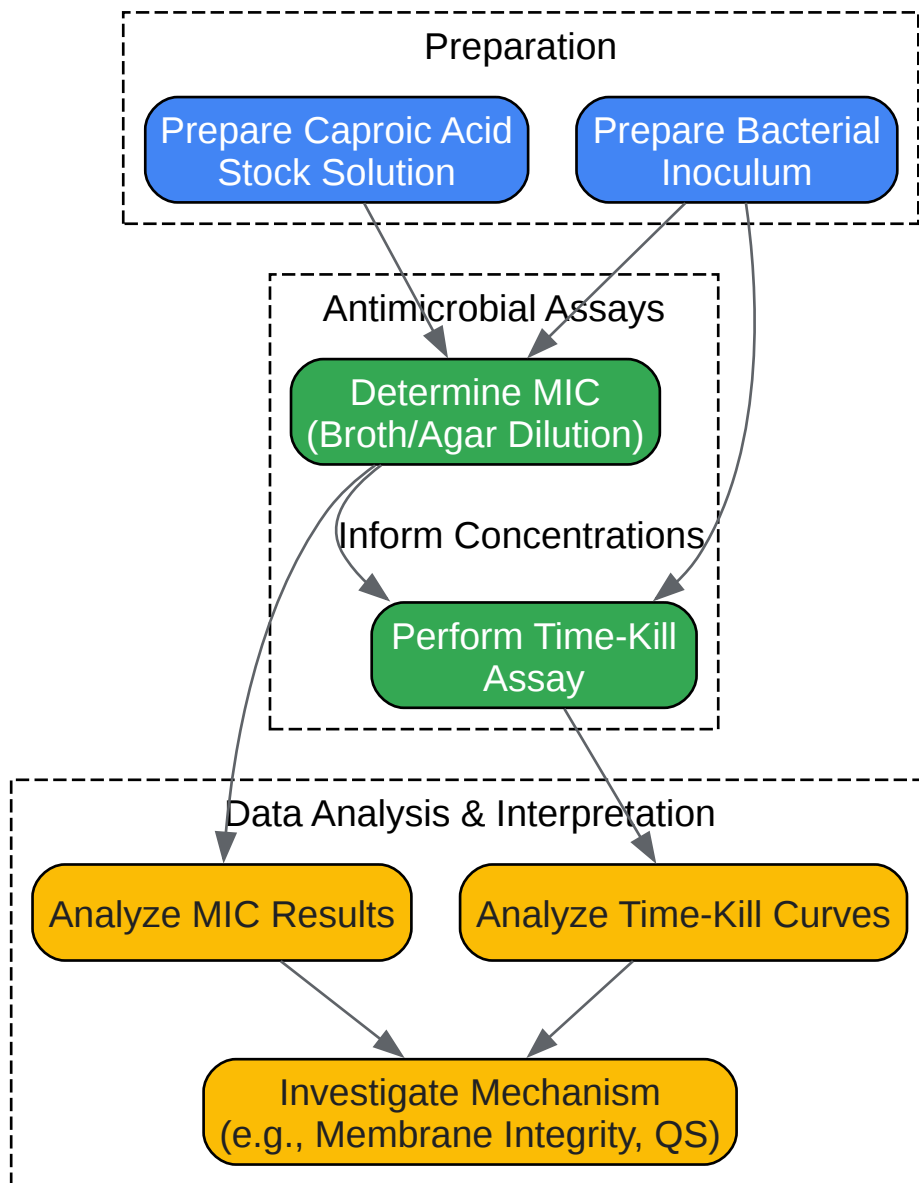 Preparation
Prepare Caproic Acid
Stock Solution
Prepare Bacterial
Inoculum
Antimicrobial Assays
Determine MIC
(Broth/Agar Dilution)
Inform Concentrations
Perform Time-Kill
Assay
Data Analysis & Interpretation
Analyze MIC Results
Analyze Time-Kill Curves
Investigate Mechanism
(e.g., Membrane Integrity, QS)